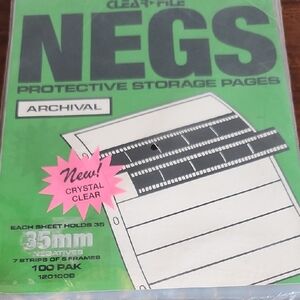 CLEAR FILE
NEGS
PROTECTIVE STORAGE PAGES
ARCHIVAL
New!
CRYSTAL
CLEAR
EACH SHEET HOLDS 35
35mm
NEGATIVES
7 STRIPS OF 5 FRAMES
100 PAK